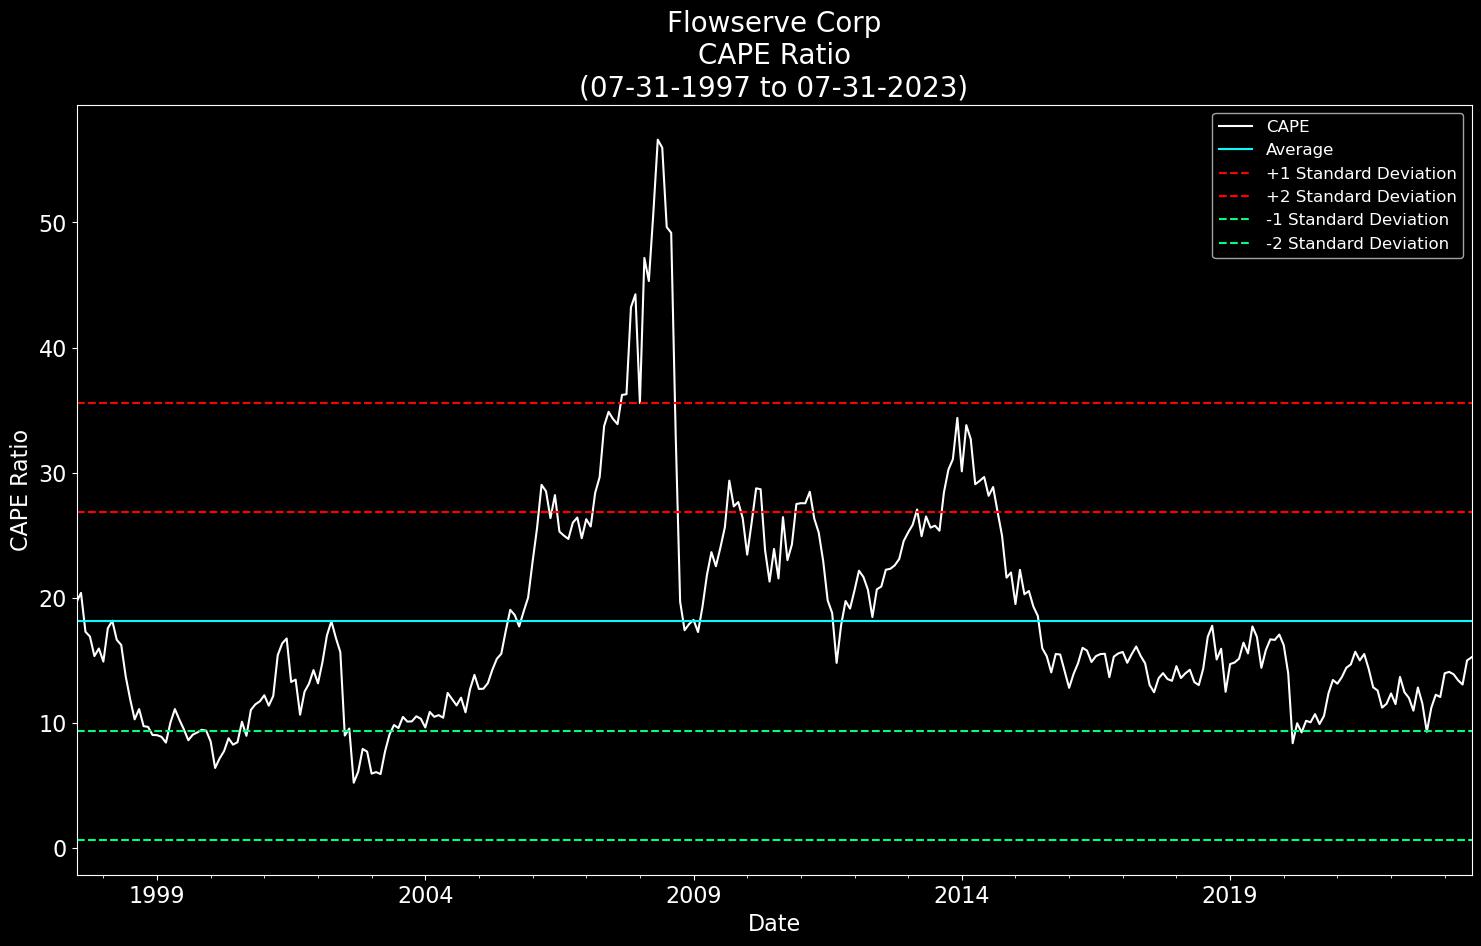 Flowserve Corp
CAPE Ratio
(07-31-1997 to 07-31-2023)
CAPE
Average
+1 Standard Deviation
+2 Standard Deviation
-1 Standard Deviation
-2 Standard Deviation
CAPE Ratio
50
40
30
20
10
0
1999 2004 2009 2014 2019
Date